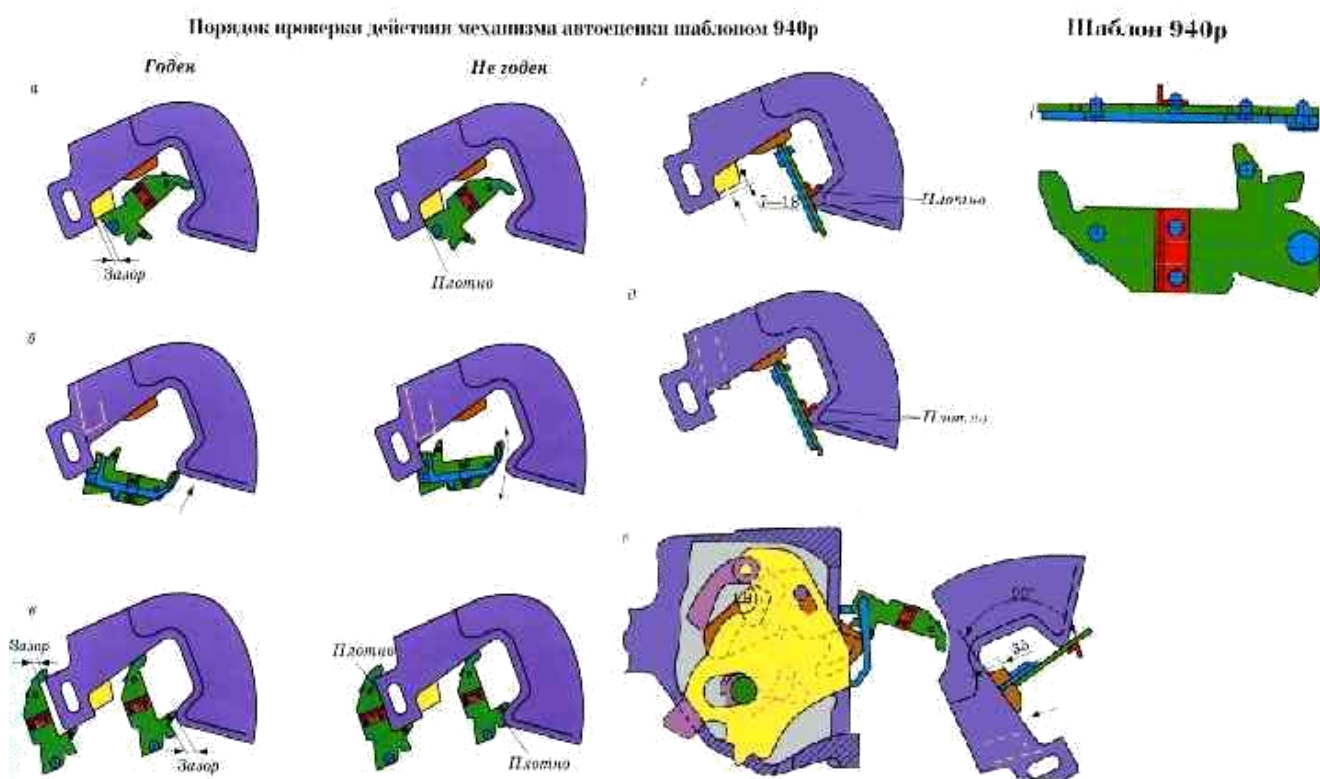 Порядок проверки действия механизма автосцепки шаблоном 940р
Шаблон 940р
Годен
Не годен
а
Зазор
Плотно
б
в
Зазор
Зазор
Плотно
Плотно
г
Плотно
д
Плотно
35